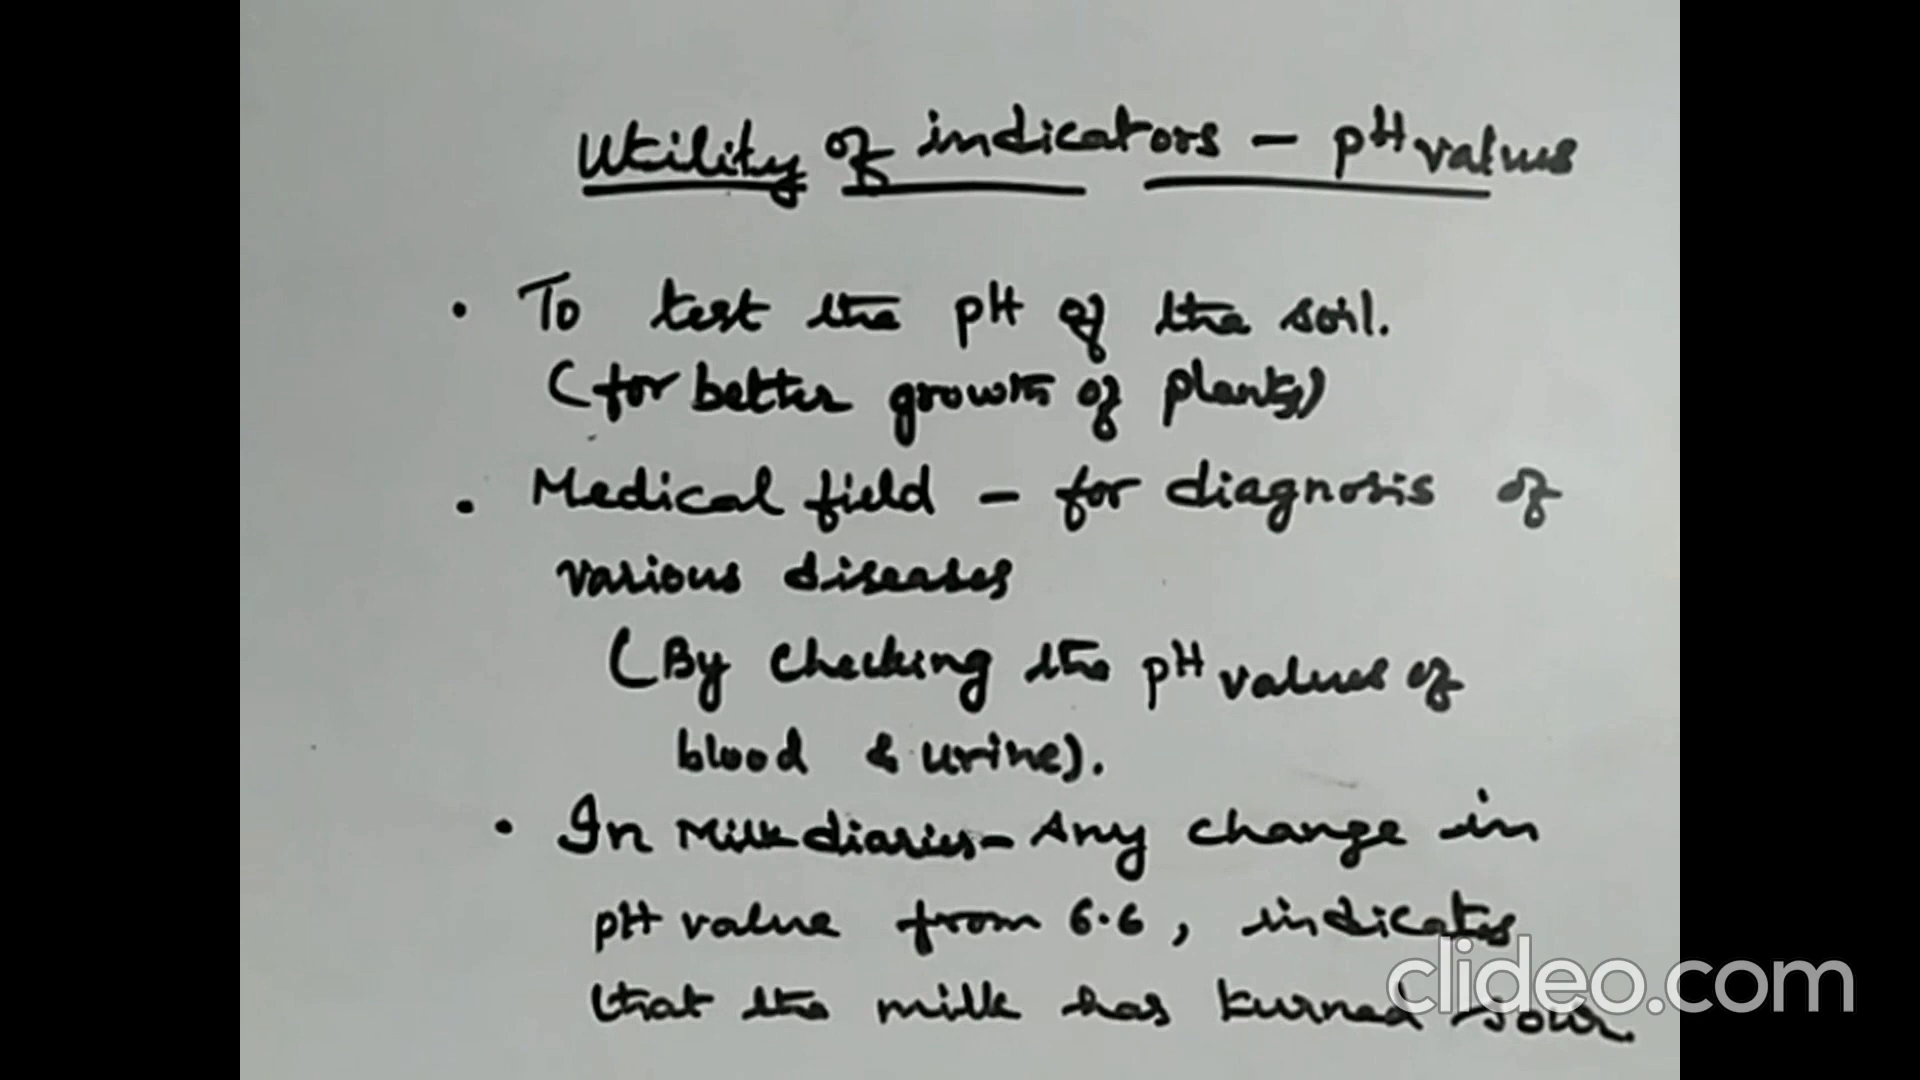 Utility of indicators - pH values
• To test the pH of the soil.
(for better growth of plants)
• Medical field - for diagnosis of
various diseases
(By checking the pH values of
blood & urine).
• In Milk diaries - Any change in
pH value from 6.6, indicates
that the milk has turned sour.
clideo.com